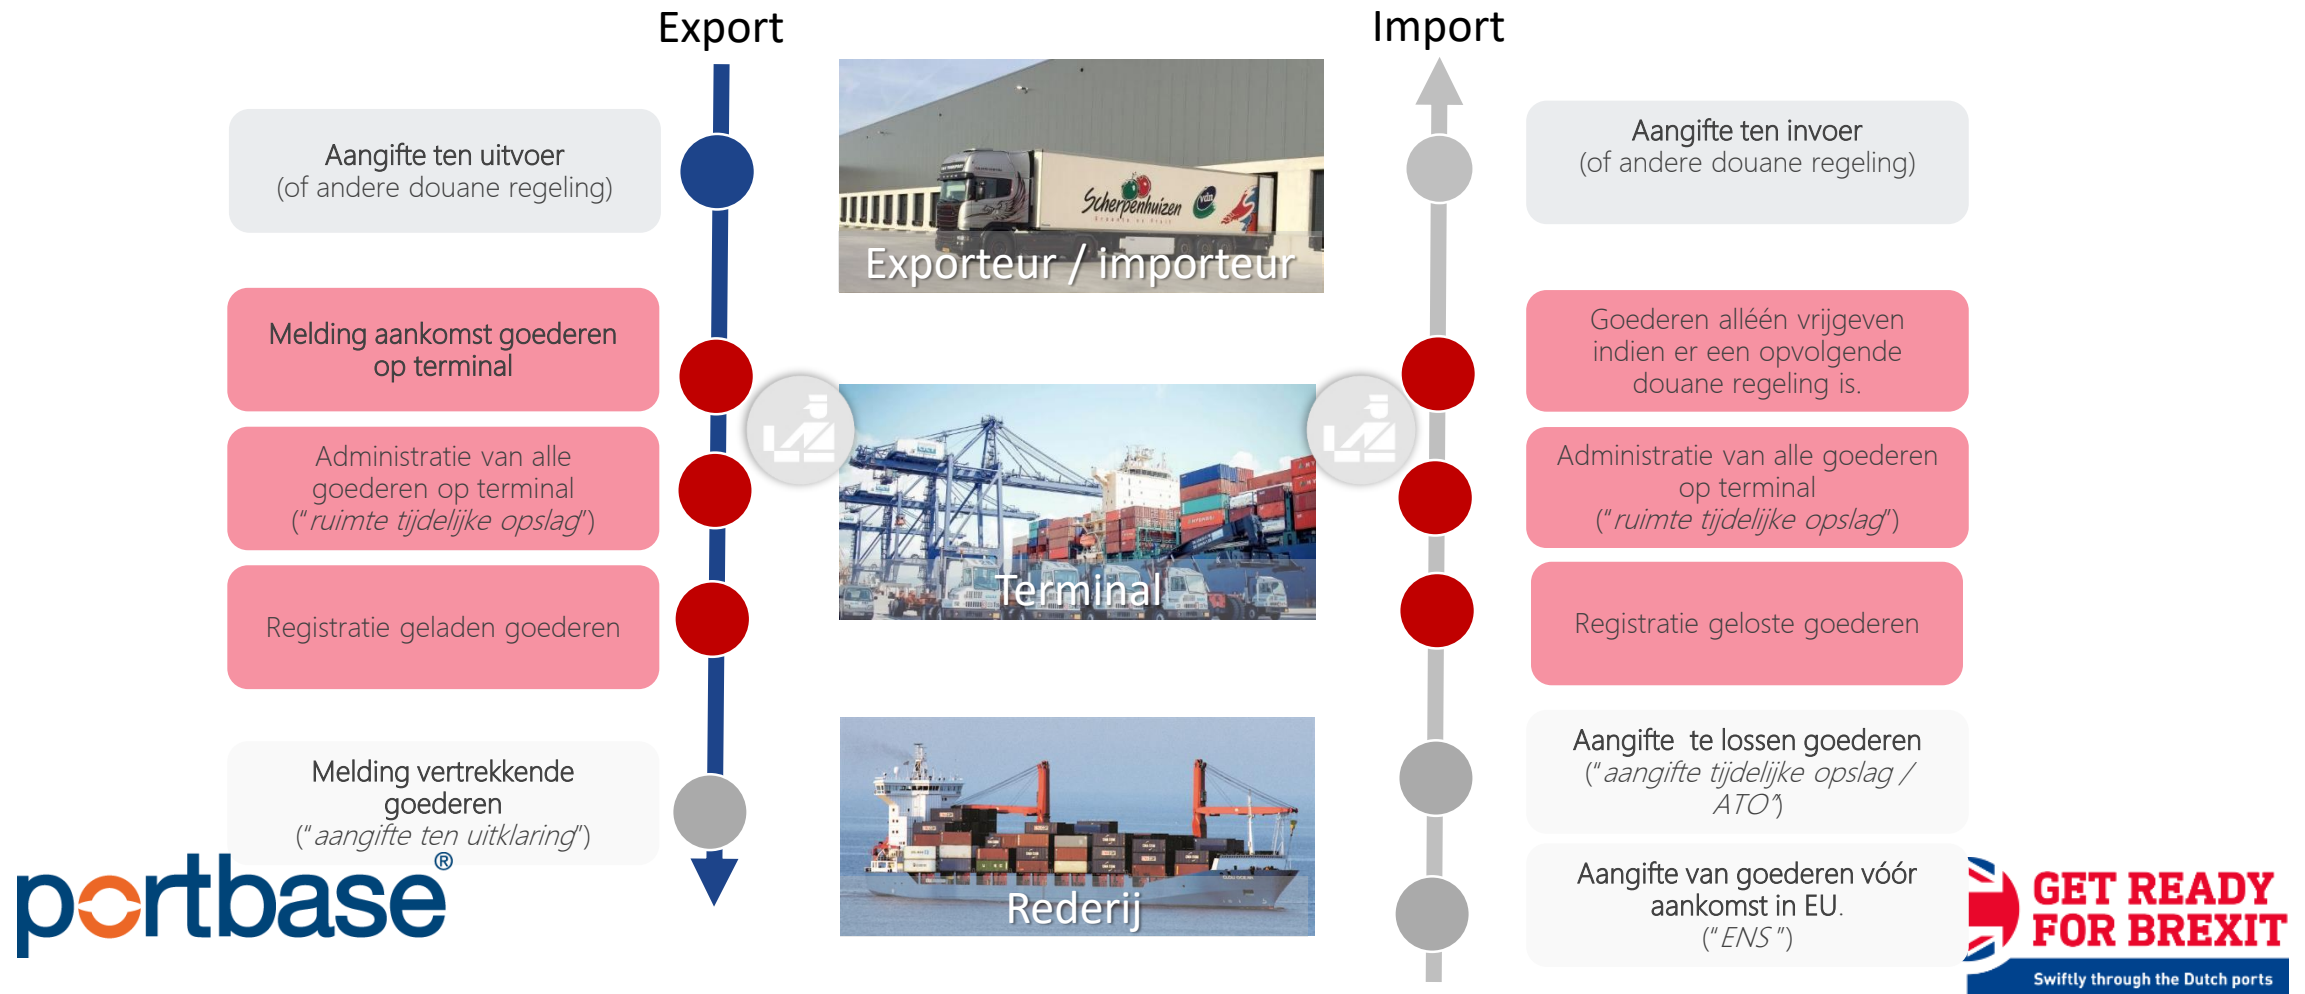 Export
Import
Aangifte ten uitvoer
(of andere douane regeling)
Melding aankomst goederen
op terminal
Administratie van alle
goederen op terminal
("ruimte tijdelijke opslag")
Registratie geladen goederen
Melding vertrekkende
goederen
("aangifte ten uitklaring")
Scherpenhuizen
Exporteur / importeur
Terminal
Rederij
Aangifte ten invoer
(of andere douane regeling)
Goederen alléén vrijgeven
indien er een opvolgende
douane regeling is.
Administratie van alle goederen
op terminal
("ruimte tijdelijke opslag")
Registratie geloste goederen
Aangifte te lossen goederen
("aangifte tijdelijke opslag /
ATO")
Aangifte van goederen vóór
aankomst in EU.
("ENS")
portbase®
GET READY
FOR BREXIT
Swiftly through the Dutch ports